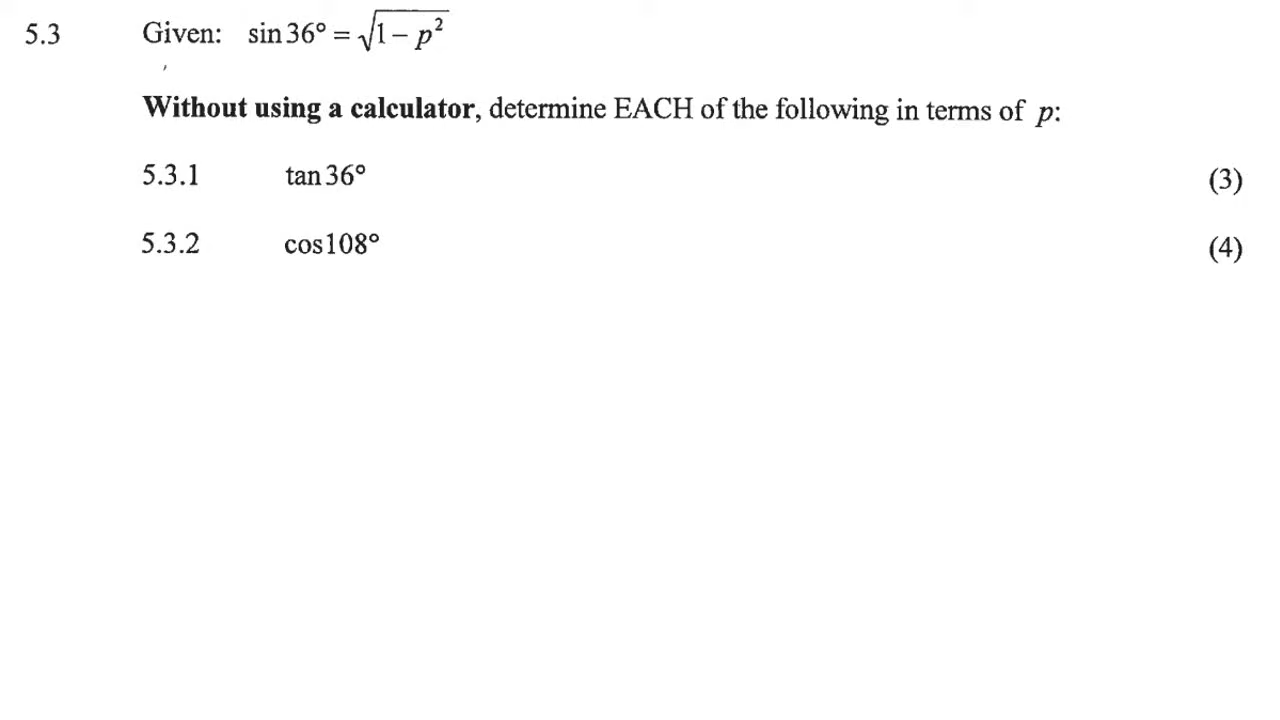 5.3 Given: sin 36° = √(1 − p²)
Without using a calculator, determine EACH of the following in terms of p:
5.3.1 tan 36° (3)
5.3.2 cos 108° (4)